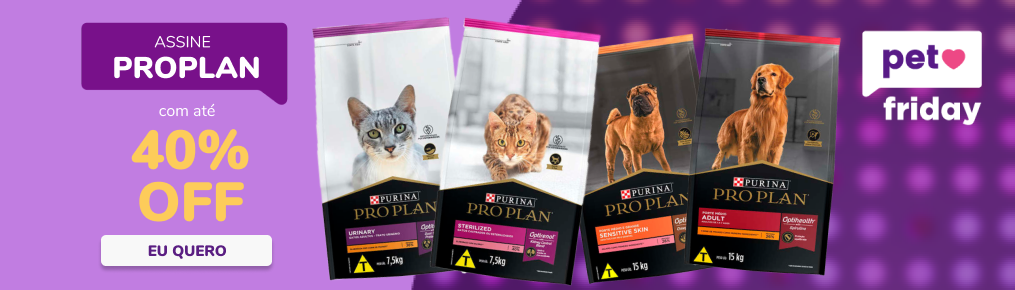 ASSINE
PROPLAN
com até
40%
OFF
EU QUERO
PURINA
PRO PLAN
URINARY
7,5kg
PURINA
PRO PLAN
STERILIZED
Optirenal
7,5kg
PURINA
PRO PLAN
SENSITIVE SKIN
15 kg
PURINA
PRO PLAN
ADULT
Optihealth
15 kg
pet
friday